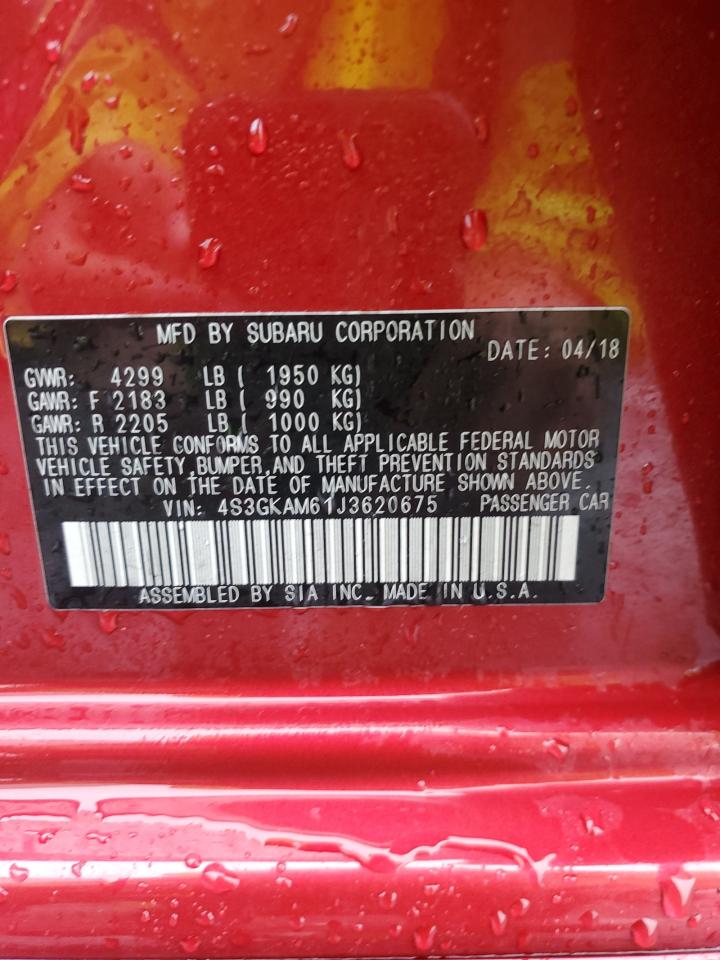 MFD BY SUBARU CORPORATION
DATE: 04/18
GVWR: 4299 LB ( 1950 KG)
GAWR: F 2183 LB ( 990 KG)
GAWR: R 2205 LB ( 1000 KG)
THIS VEHICLE CONFORMS TO ALL APPLICABLE FEDERAL MOTOR
VEHICLE SAFETY, BUMPER, AND THEFT PREVENTION STANDARDS
IN EFFECT ON THE DATE OF MANUFACTURE SHOWN ABOVE.
VIN: 4S3GKAM61J3620675 PASSENGER CAR
ASSEMBLED BY SIA INC. MADE IN U.S.A.